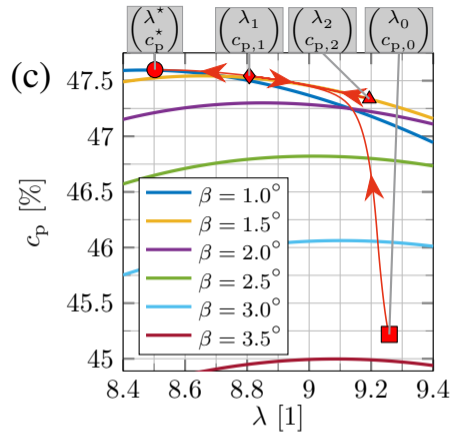 (λ⋆ c⋆p) (λ1 cp,1) (λ2 cp,2) (λ0 cp,0)
(c)
47.5
47
46.5
46
45.5
45
cp [%]
β = 1.0°
β = 1.5°
β = 2.0°
β = 2.5°
β = 3.0°
β = 3.5°
8.4 8.6 8.8 9 9.2 9.4
λ [1]